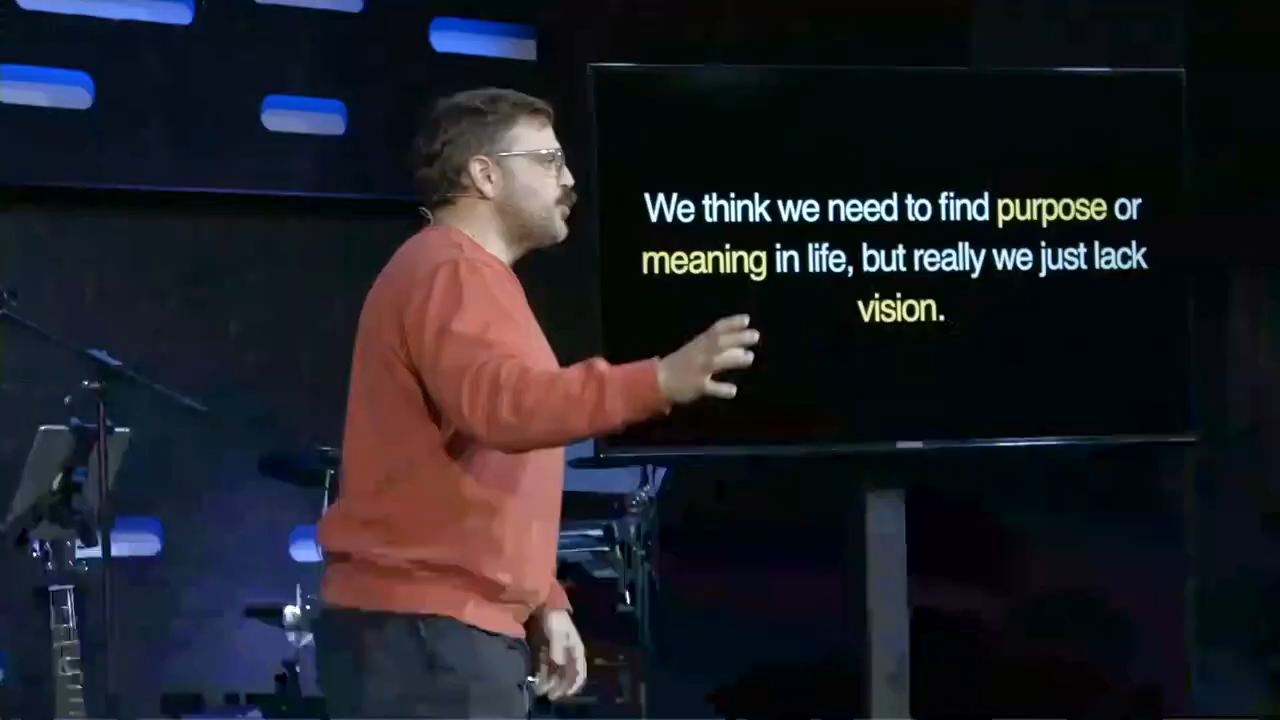 We think we need to find purpose or
meaning in life, but really we just lack
vision.